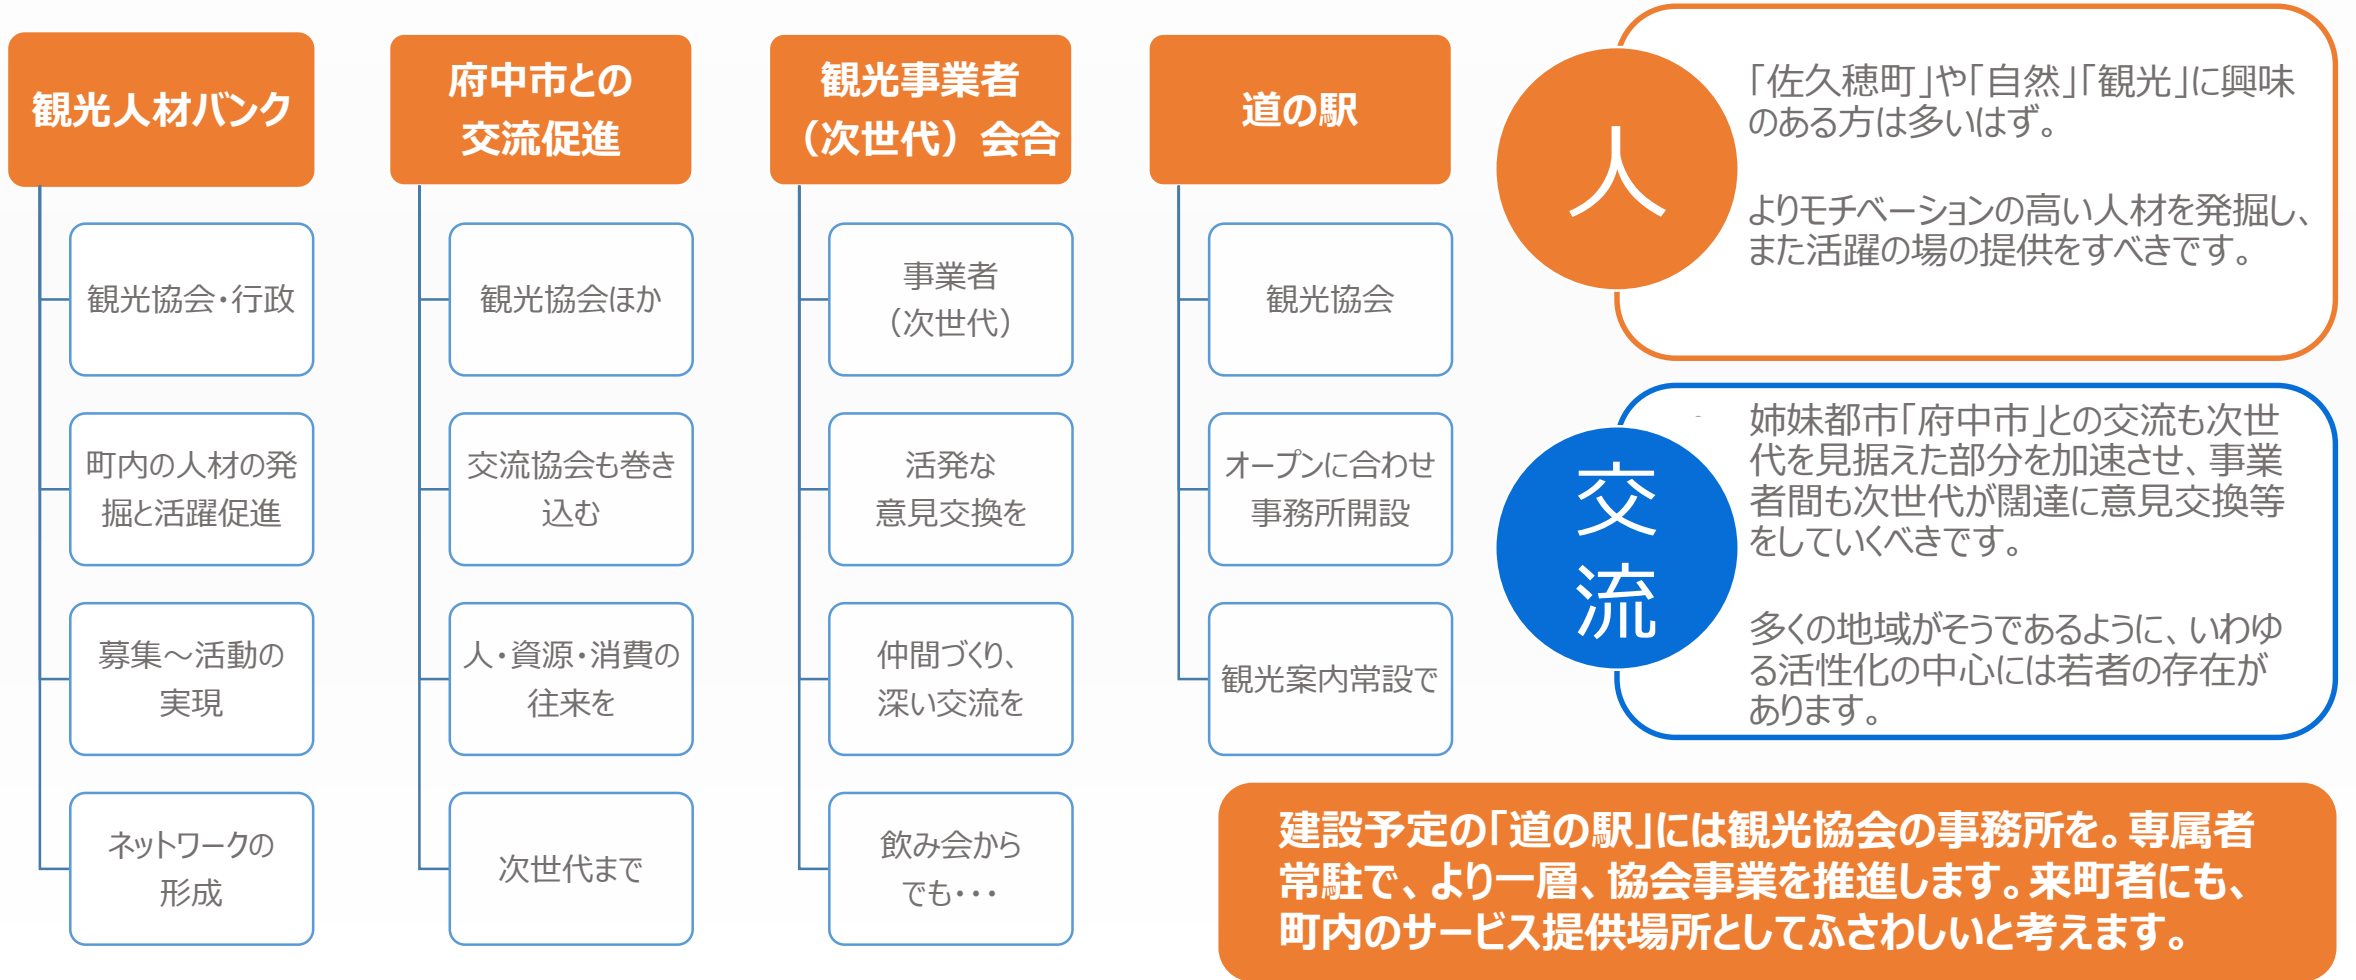 観光人材バンク
観光協会・行政
町内の人材の発
掘と活躍促進
募集～活動の
実現
ネットワークの
形成
府中市との
交流促進
観光協会ほか
交流協会も巻き
込む
人・資源・消費の
往来を
次世代まで
観光事業者
（次世代）会合
事業者
（次世代）
活発な
意見交換を
仲間づくり、
深い交流を
飲み会から
でも・・・
道の駅
観光協会
オープンに合わせ
事務所開設
観光案内常設で
人
「佐久穂町」や「自然」「観光」に興味
のある方は多いはず。
よりモチベーションの高い人材を発掘し、
また活躍の場の提供をすべきです。
交
流
姉妹都市「府中市」との交流も次世
代を見据えた部分を加速させ、事業
者間も次世代が闊達に意見交換等
をしていくべきです。
多くの地域がそうであるように、いわゆ
る活性化の中心には若者の存在が
あります。
建設予定の「道の駅」には観光協会の事務所を。専属者
常駐で、より一層、協会事業を推進します。来町者にも、
町内のサービス提供場所としてふさわしいと考えます。